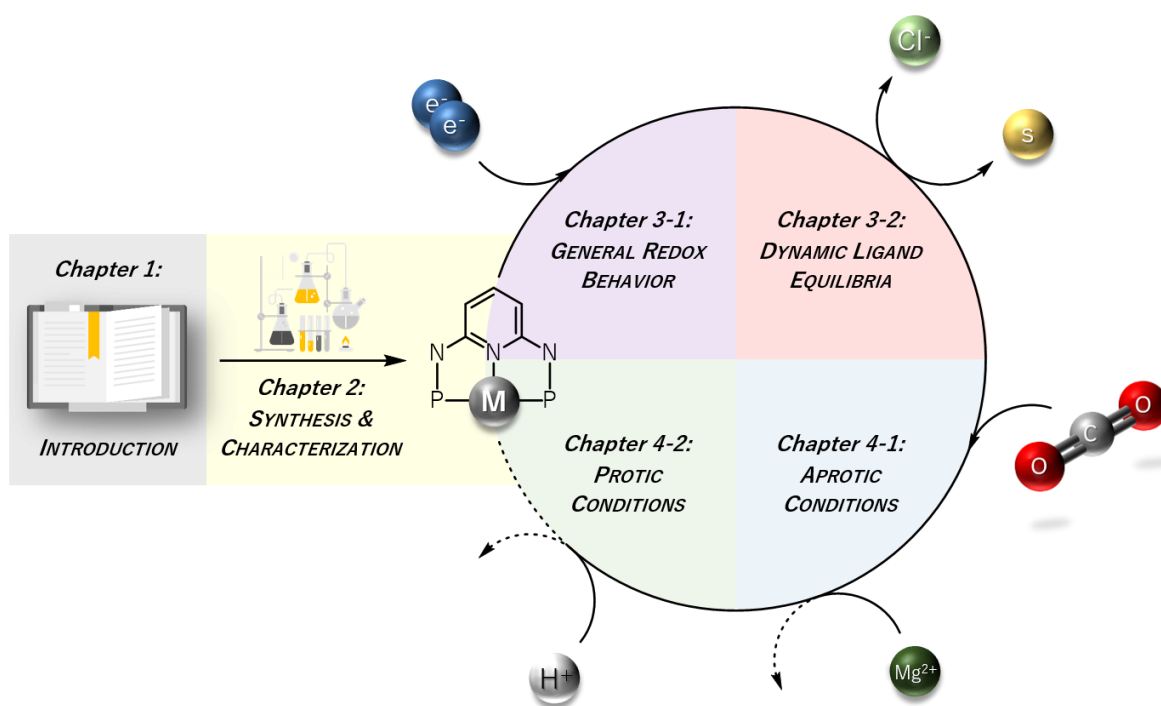 Cl⁻
e⁻
e⁻
S
Chapter 3-1:
GENERAL REDOX
BEHAVIOR
Chapter 3-2:
DYNAMIC LIGAND
EQUILIBRIA
Chapter 1:
INTRODUCTION
Chapter 2:
SYNTHESIS &
CHARACTERIZATION
N
N
N
P
M
P
O
C
O
Chapter 4-2:
PROTIC
CONDITIONS
Chapter 4-1:
APROTIC
CONDITIONS
H⁺
Mg²⁺